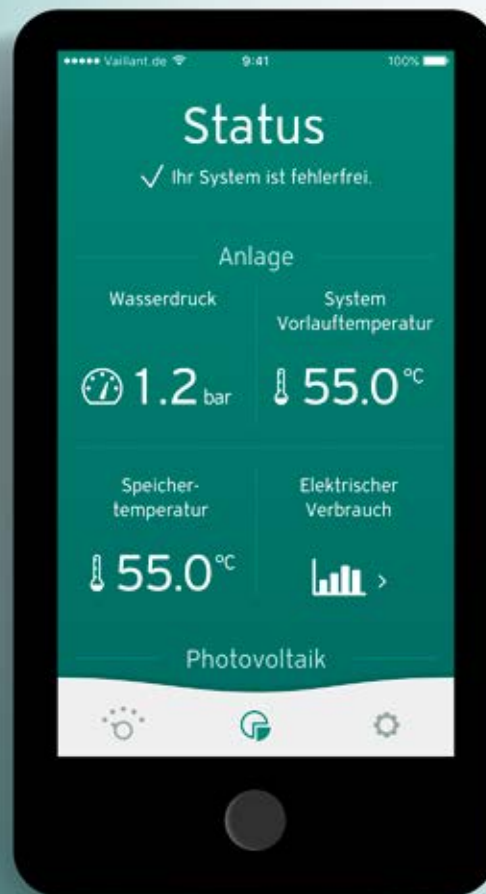 Vaillant.de 9:41 100%
Status
Ihr System ist fehlerfrei.
Anlage
Wasserdruck
System
Vorlauftemperatur
1.2 bar
55.0 °C
Speicher-
temperatur
Elektrischer
Verbrauch
55.0 °C
>
Photovoltaik